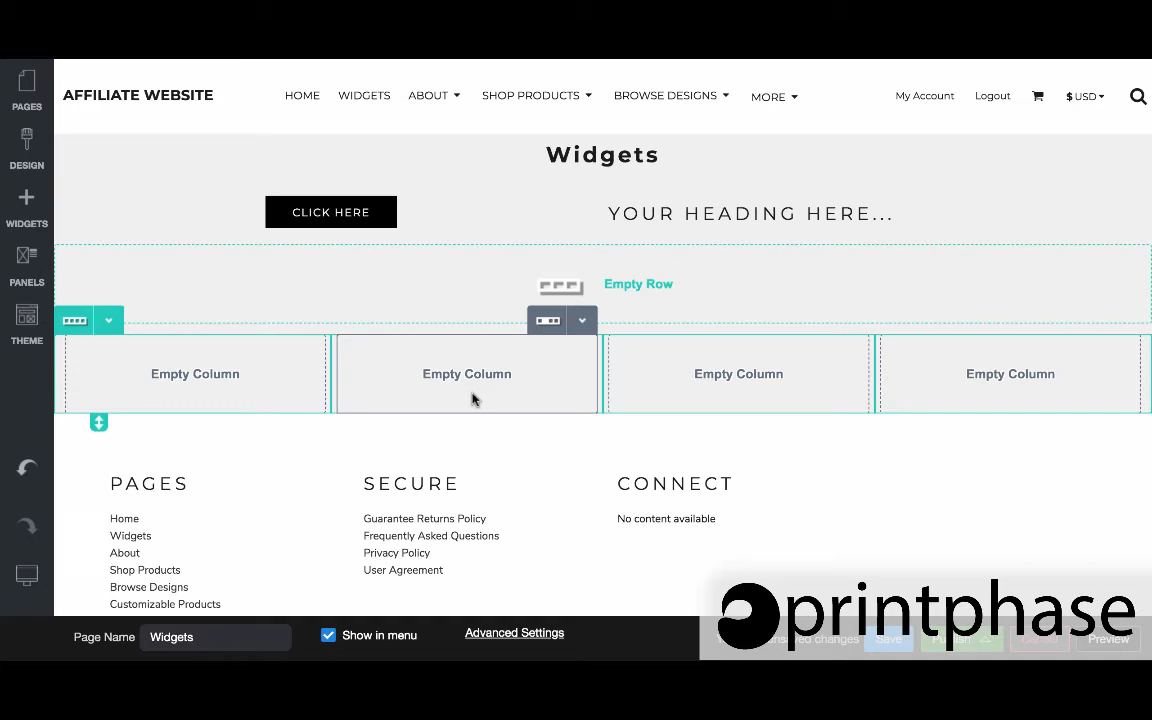 AFFILIATE WEBSITE
HOME WIDGETS ABOUT SHOP PRODUCTS BROWSE DESIGNS MORE
My Account Logout $ USD
PAGES
DESIGN
WIDGETS
PANELS
THEME
Widgets
CLICK HERE
YOUR HEADING HERE...
Empty Row
Empty Column Empty Column Empty Column Empty Column
PAGES
Home
Widgets
About
Shop Products
Browse Designs
Customizable Products
SECURE
Guarantee Returns Policy
Frequently Asked Questions
Privacy Policy
User Agreement
CONNECT
No content available
printphase
Page Name Widgets Show in menu Advanced Settings
changes Save Publish Preview